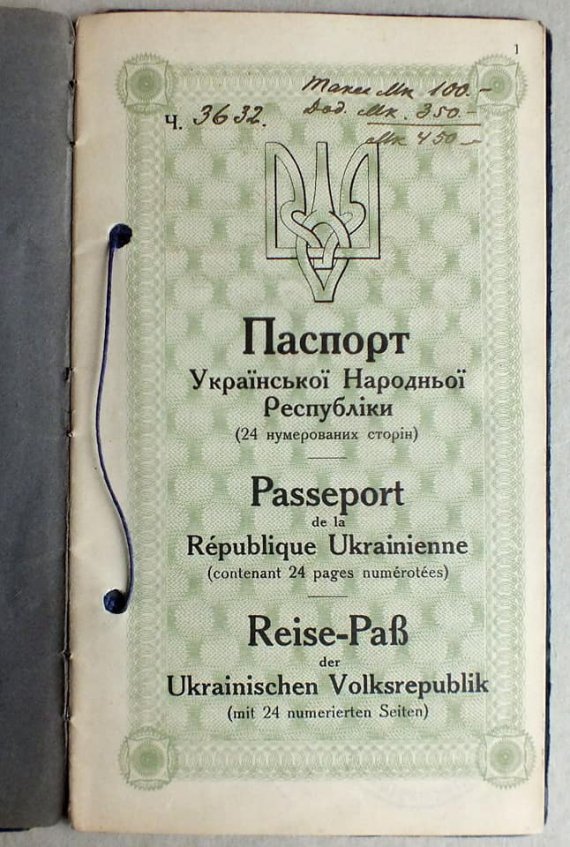 1
Такса Мк 100.-
Ч. 3632.
Дод. Мк. 350.-
Мк 450-
Паспорт
Української Народньої
Республіки
(24 нумерованих сторін)
Passeport
de la
République Ukrainienne
(contenant 24 pages numérotées)
Reise-Paß
der
Ukrainischen Volksrepublik
(mit 24 numerierten Seiten)